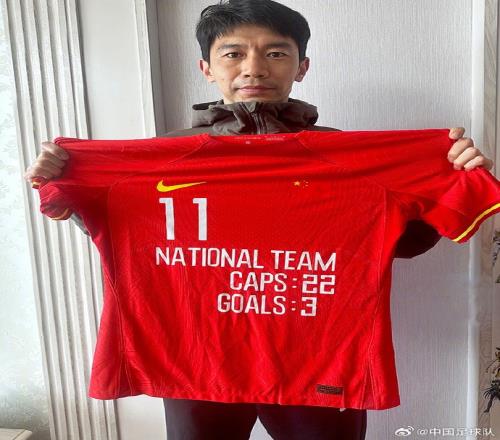 11
NATIONAL TEAM
CAPS:22
GOALS:3
@中国足球队